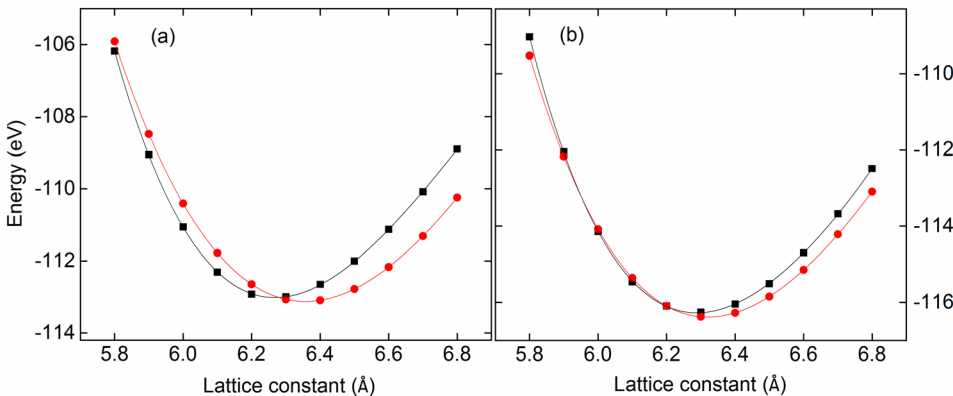 (a)
(b)
-106
-108
-110
-112
-114
-110
-112
-114
-116
Energy (eV)
5.8 6.0 6.2 6.4 6.6 6.8
5.8 6.0 6.2 6.4 6.6 6.8
Lattice constant (Å)
Lattice constant (Å)